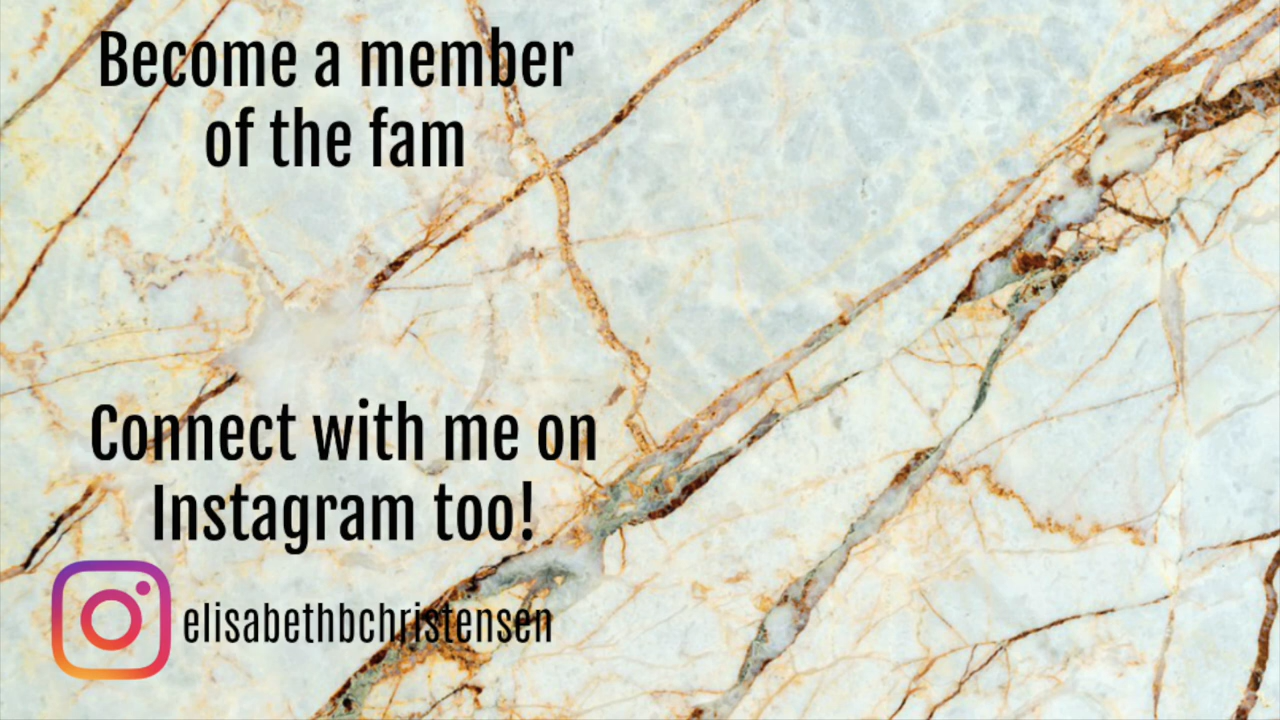 Become a member
of the fam
Connect with me on
Instagram too!
elisabethbchristensen